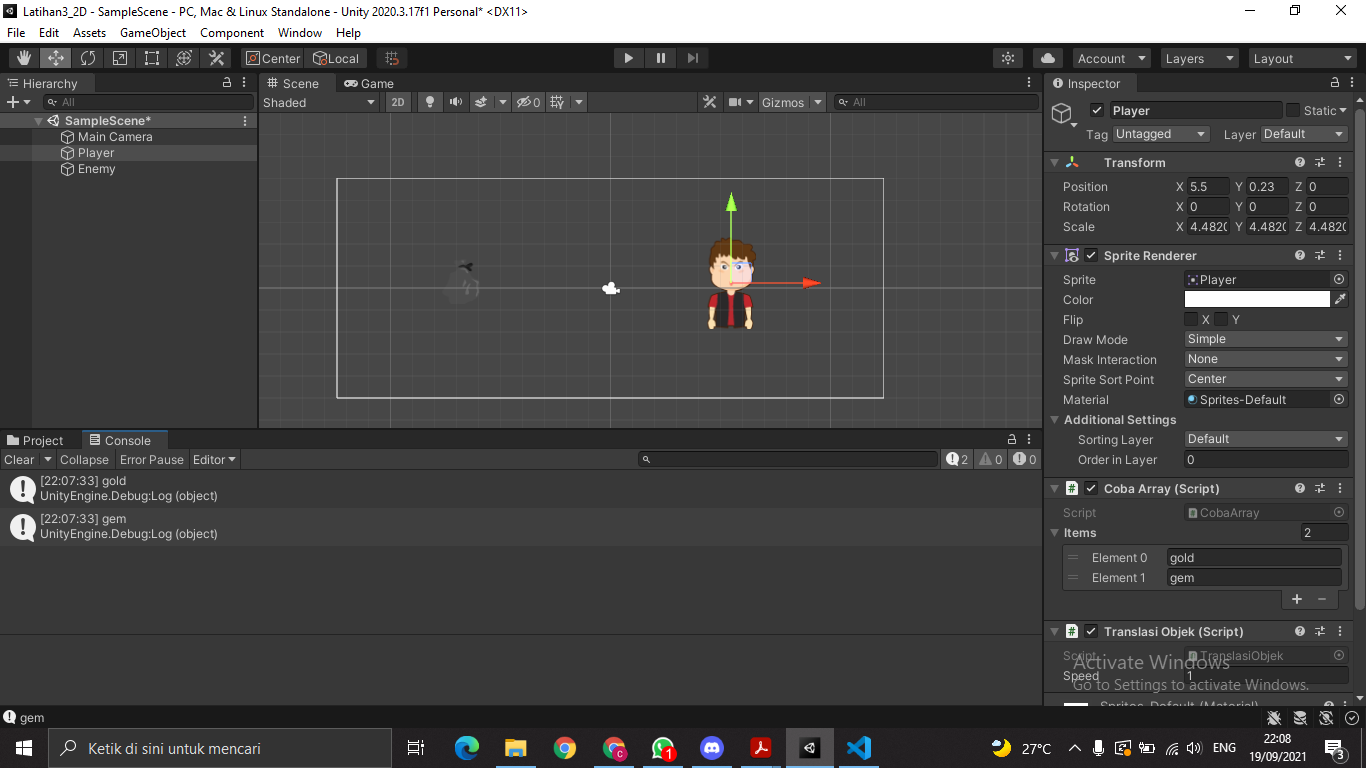 Latihan3_2D - SampleScene - PC, Mac & Linux Standalone - Unity 2020.3.17f1 Personal* <DX11>
File Edit Assets GameObject Component Window Help
Center Local Account Layers Layout
Hierarchy
All
SampleScene*
Main Camera
Player
Enemy
Scene Game
Shaded 2D 0 Gizmos All
Inspector
Player Static
Tag Untagged Layer Default
Transform
Position X 5.5 Y 0.23 Z 0
Rotation X 0 Y 0 Z 0
Scale X 4.482( Y 4.482( Z 4.482(
Sprite Renderer
Sprite Player
Color
Flip X Y
Draw Mode Simple
Mask Interaction None
Sprite Sort Point Center
Material Sprites-Default
Additional Settings
Sorting Layer Default
Order in Layer 0
Coba Array (Script)
Script CobaArray
Items 2
Element 0 gold
Element 1 gem
Translasi Objek (Script)
Script TranslasiObjek
Speed 1
Sprites-Default (Material)
Activate Windows
Go to Settings to activate Windows.
Project Console
Clear Collapse Error Pause Editor 2 0 0
[22:07:33] gold
UnityEngine.Debug:Log (object)
[22:07:33] gem
UnityEngine.Debug:Log (object)
gem
Ketik di sini untuk mencari
C
1
27°C
ENG
22:08
19/09/2021
3